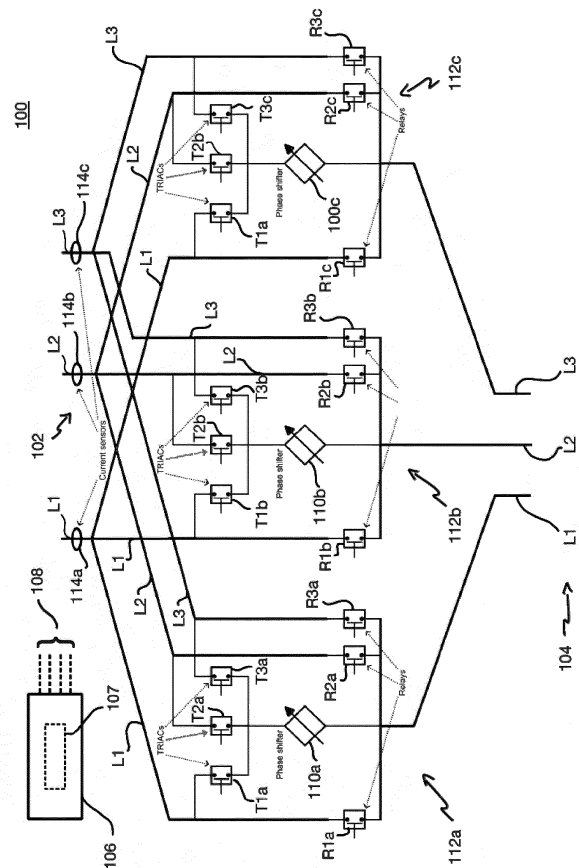 100
108
102
L1
L2
L3
114a
114b
114c
Current sensors
106
107
L1
L1
L2
L2
L3
L1
L3
L3
L2
TRIACs
TRIACs
TRIACs
T1a
T2a
T3a
T1b
T2b
T3b
T1a
T2b
T3c
Phase shifter
Phase shifter
Phase shifter
110a
110b
100c
R1a
R2a
R3a
R1b
R2b
R3b
R1c
R2c
R3c
Relays
Relays
112a
112b
112c
L1
L2
L3
104